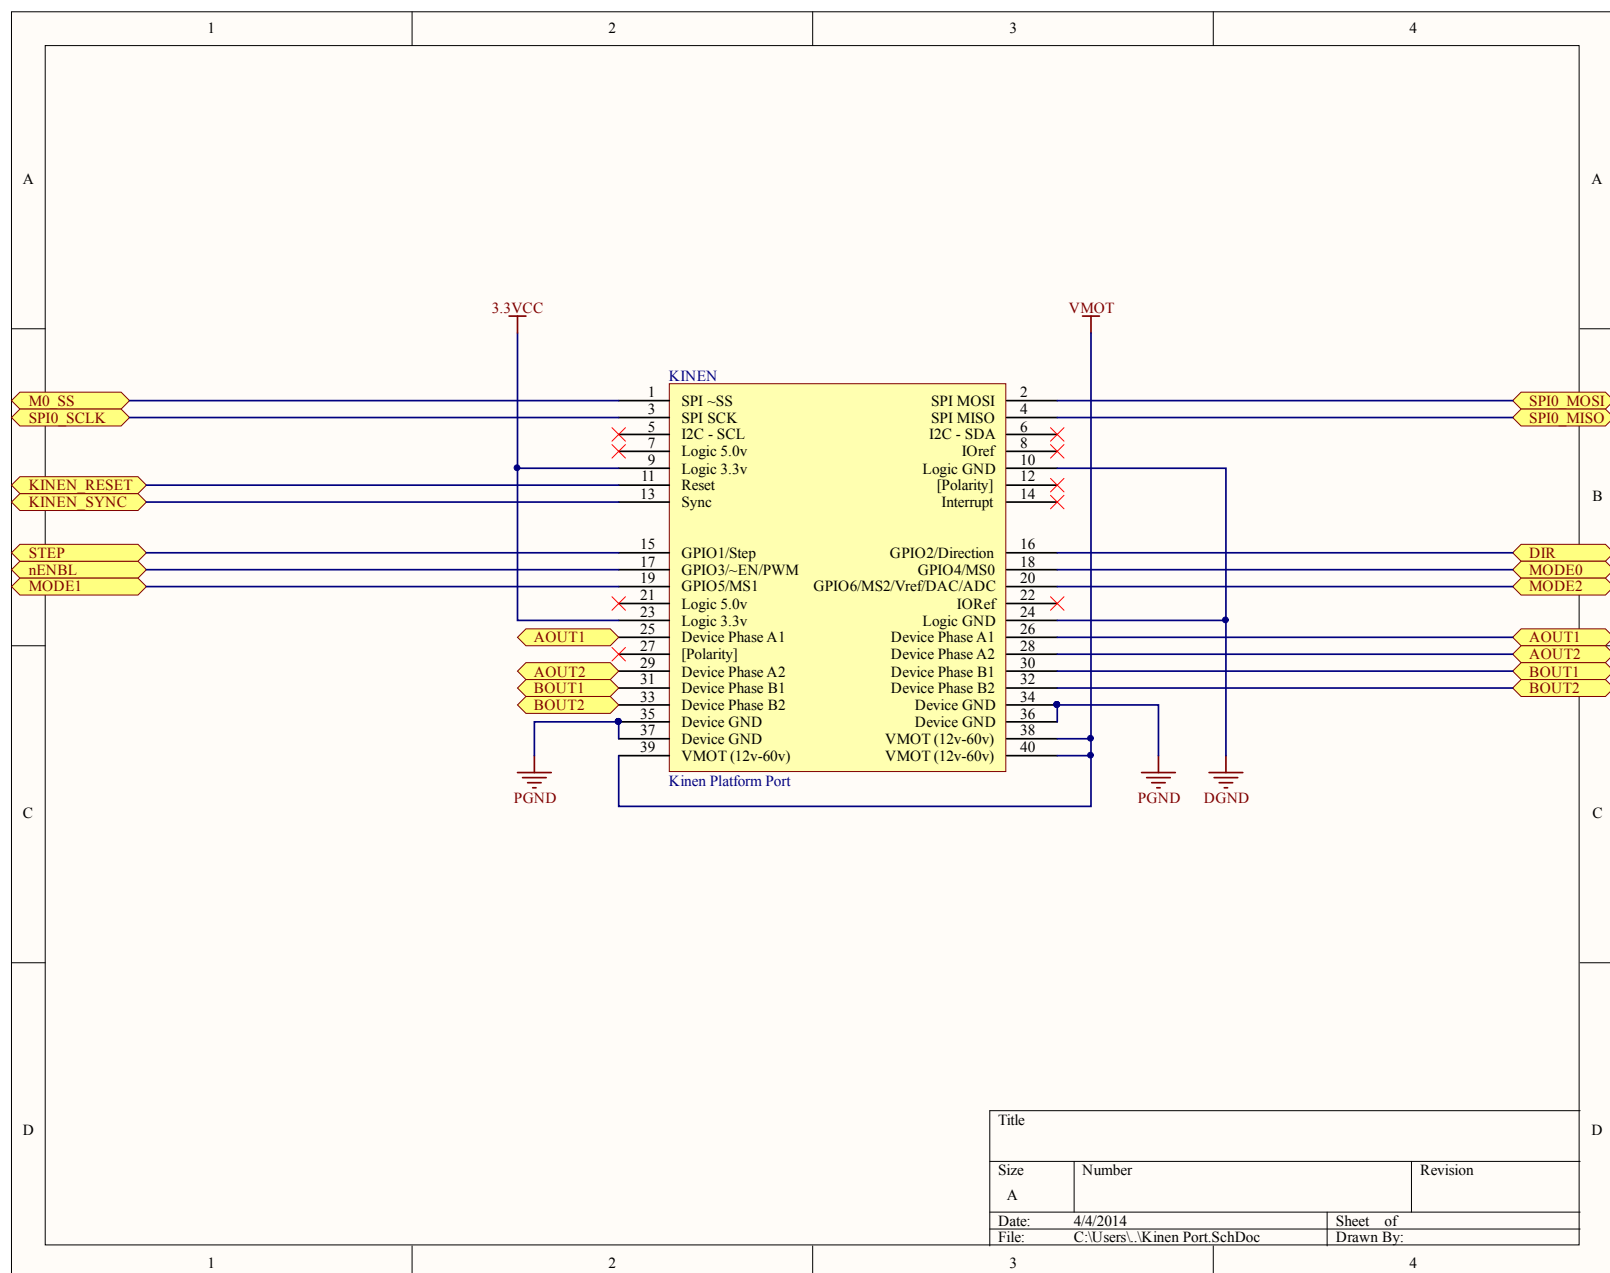 1 2 3 4
A A
3.3VCC VMOT
KINEN
M0_SS 1 SPI ~SS SPI MOSI 2 SPI0_MOSI
SPI0_SCLK 3 SPI SCK SPI MISO 4 SPI0_MISO
5 I2C - SCL I2C - SDA 6
7 Logic 5.0v IOref 8
9 Logic 3.3v Logic GND 10
KINEN_RESET 11 Reset [Polarity] 12
KINEN_SYNC 13 Sync Interrupt 14
B
STEP 15 GPIO1/Step GPIO2/Direction 16 DIR
nENBL 17 GPIO3/~EN/PWM GPIO4/MS0 18 MODE0
MODE1 19 GPIO5/MS1 GPIO6/MS2/Vref/DAC/ADC 20 MODE2
21 Logic 5.0v IORef 22
23 Logic 3.3v Logic GND 24
AOUT1 25 Device Phase A1 Device Phase A1 26 AOUT1
27 [Polarity] Device Phase A2 28 AOUT2
AOUT2 29 Device Phase A2 Device Phase B1 30 BOUT1
BOUT1 31 Device Phase B1 Device Phase B2 32 BOUT2
BOUT2 33 Device Phase B2 Device GND 34
35 Device GND Device GND 36
37 Device GND VMOT (12v-60v) 38
39 VMOT (12v-60v) VMOT (12v-60v) 40
Kinen Platform Port
PGND PGND DGND
C C
D D
Title
Size Number Revision
A
Date: 4/4/2014 Sheet of
File: C:\Users\..\Kinen Port.SchDoc Drawn By:
1 2 3 4